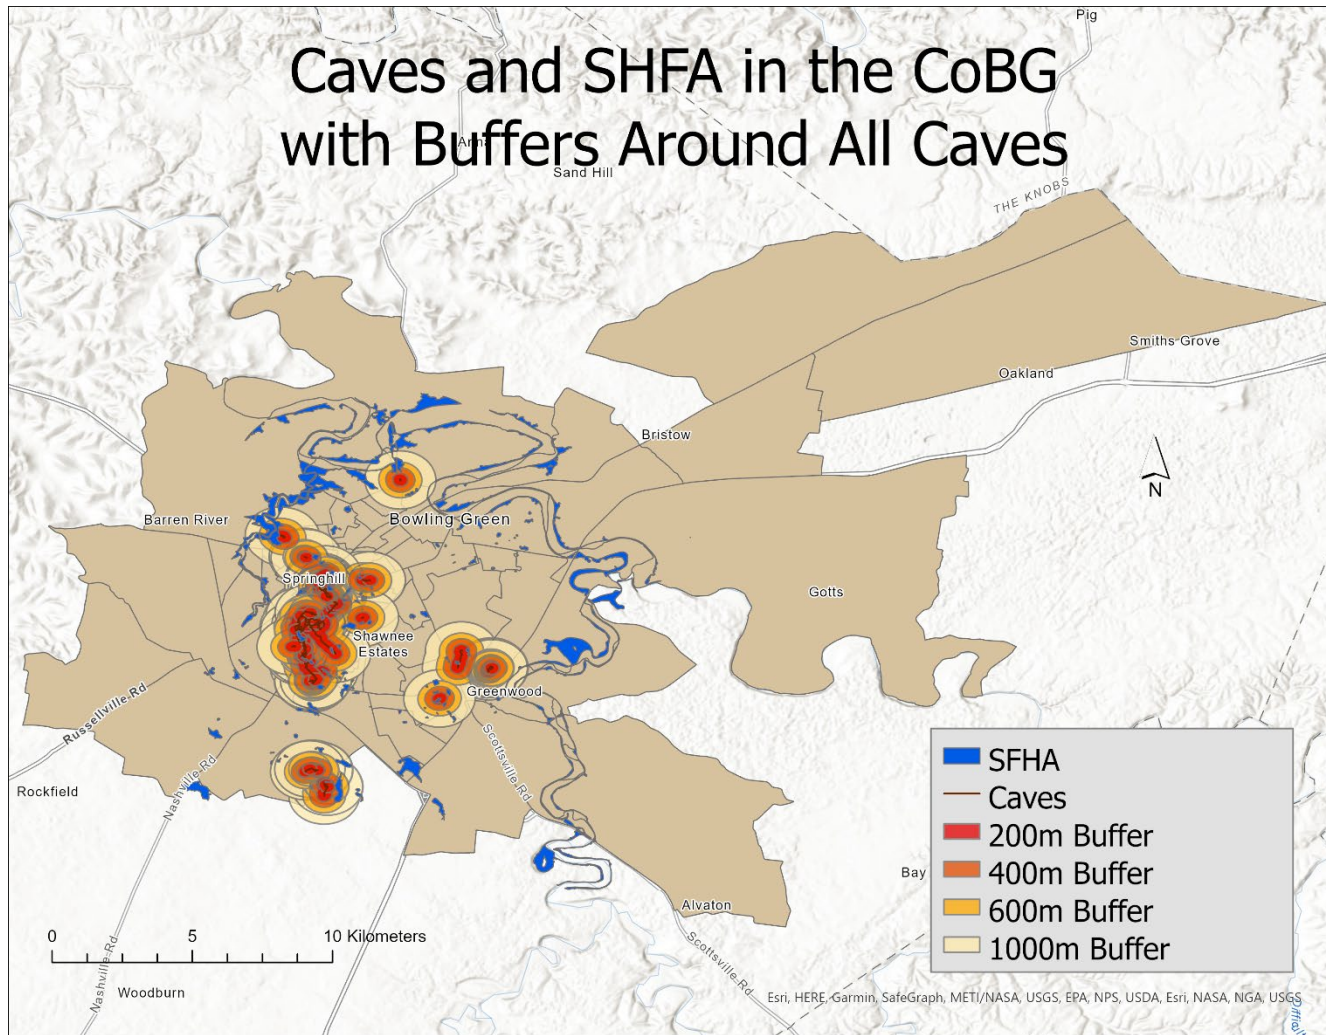 Pig
Caves and SHFA in the CoBG
with Buffers Around All Caves
Anna
Sand Hill
THE KNOBS
Smiths Grove
Oakland
Bristow
Barren River
Bowling Green
Springhill
Gotts
Shawnee
Estates
Greenwood
Russellville Rd
Nashville Rd
Scottsville Rd
Rockfield
SFHA
Caves
200m Buffer
400m Buffer
600m Buffer
1000m Buffer
N
Bay
Alvaton
Scottsville Rd
0 5 10 Kilometers
Nashville Rd
Woodburn
Esri, HERE, Garmin, SafeGraph, METI/NASA, USGS, EPA, NPS, USDA, Esri, NASA, NGA, USGS